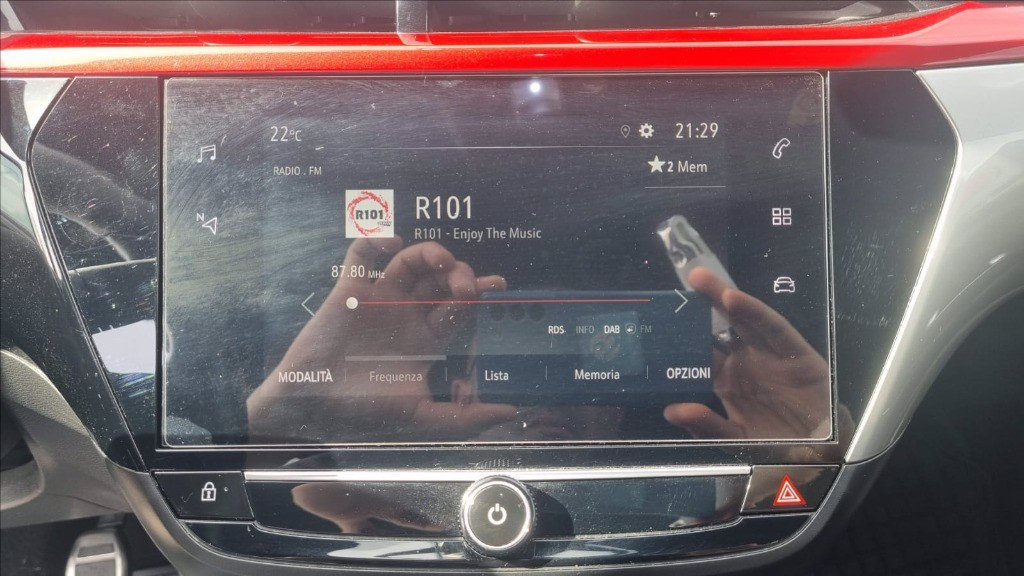 22°C
21:29
RADIO . FM
2 Mem
N
R101
R101
R101 - Enjoy The Music
87.80 MHz
RDS INFO DAB FM
MODALITÀ Frequenza Lista Memoria OPZIONI